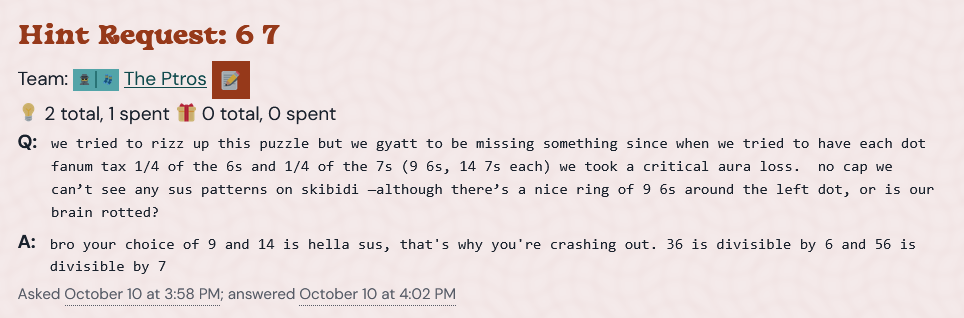 Hint Request: 6 7
Team: The Ptros
2 total, 1 spent 0 total, 0 spent
Q: we tried to rizz up this puzzle but we gyatt to be missing something since when we tried to have each dot
fanum tax 1/4 of the 6s and 1/4 of the 7s (9 6s, 14 7s each) we took a critical aura loss.  no cap we
can’t see any sus patterns on skibidi —although there’s a nice ring of 9 6s around the left dot, or is our
brain rotted?
A: bro your choice of 9 and 14 is hella sus, that's why you're crashing out. 36 is divisible by 6 and 56 is
divisible by 7
Asked October 10 at 3:58 PM; answered October 10 at 4:02 PM